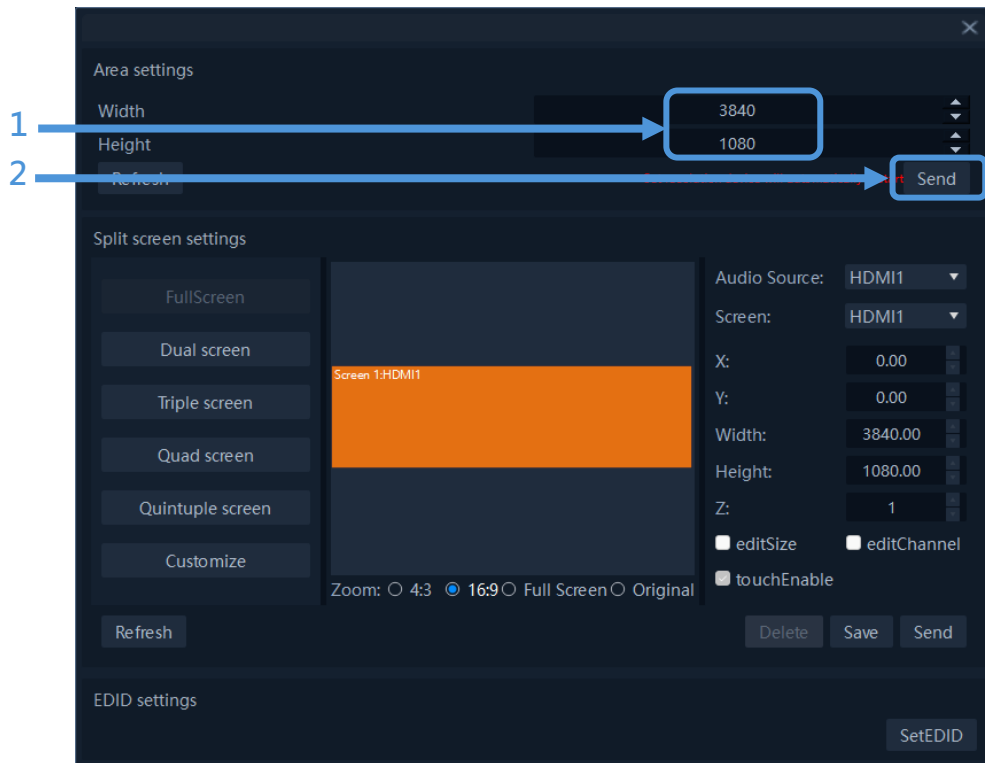 Area settings
1
Width 3840
Height 1080
2
Refresh Send
Split screen settings
FullScreen
Dual screen
Triple screen
Quad screen
Quintuple screen
Customize
Screen 1:HDMI1
Zoom: 4:3 16:9 Full Screen Original
Audio Source: HDMI1
Screen: HDMI1
X: 0.00
Y: 0.00
Width: 3840.00
Height: 1080.00
Z: 1
editSize editChannel
touchEnable
Refresh Delete Save Send
EDID settings
SetEDID